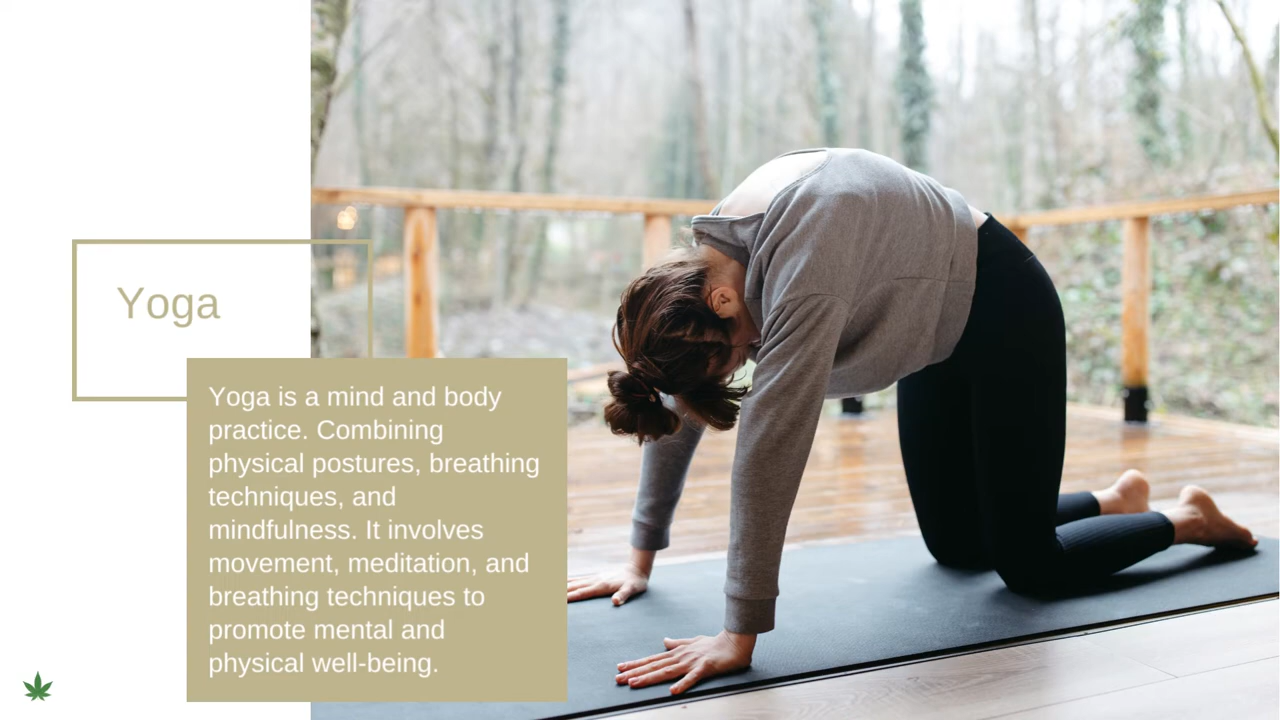 Yoga
Yoga is a mind and body
practice. Combining
physical postures, breathing
techniques, and
mindfulness. It involves
movement, meditation, and
breathing techniques to
promote mental and
physical well-being.